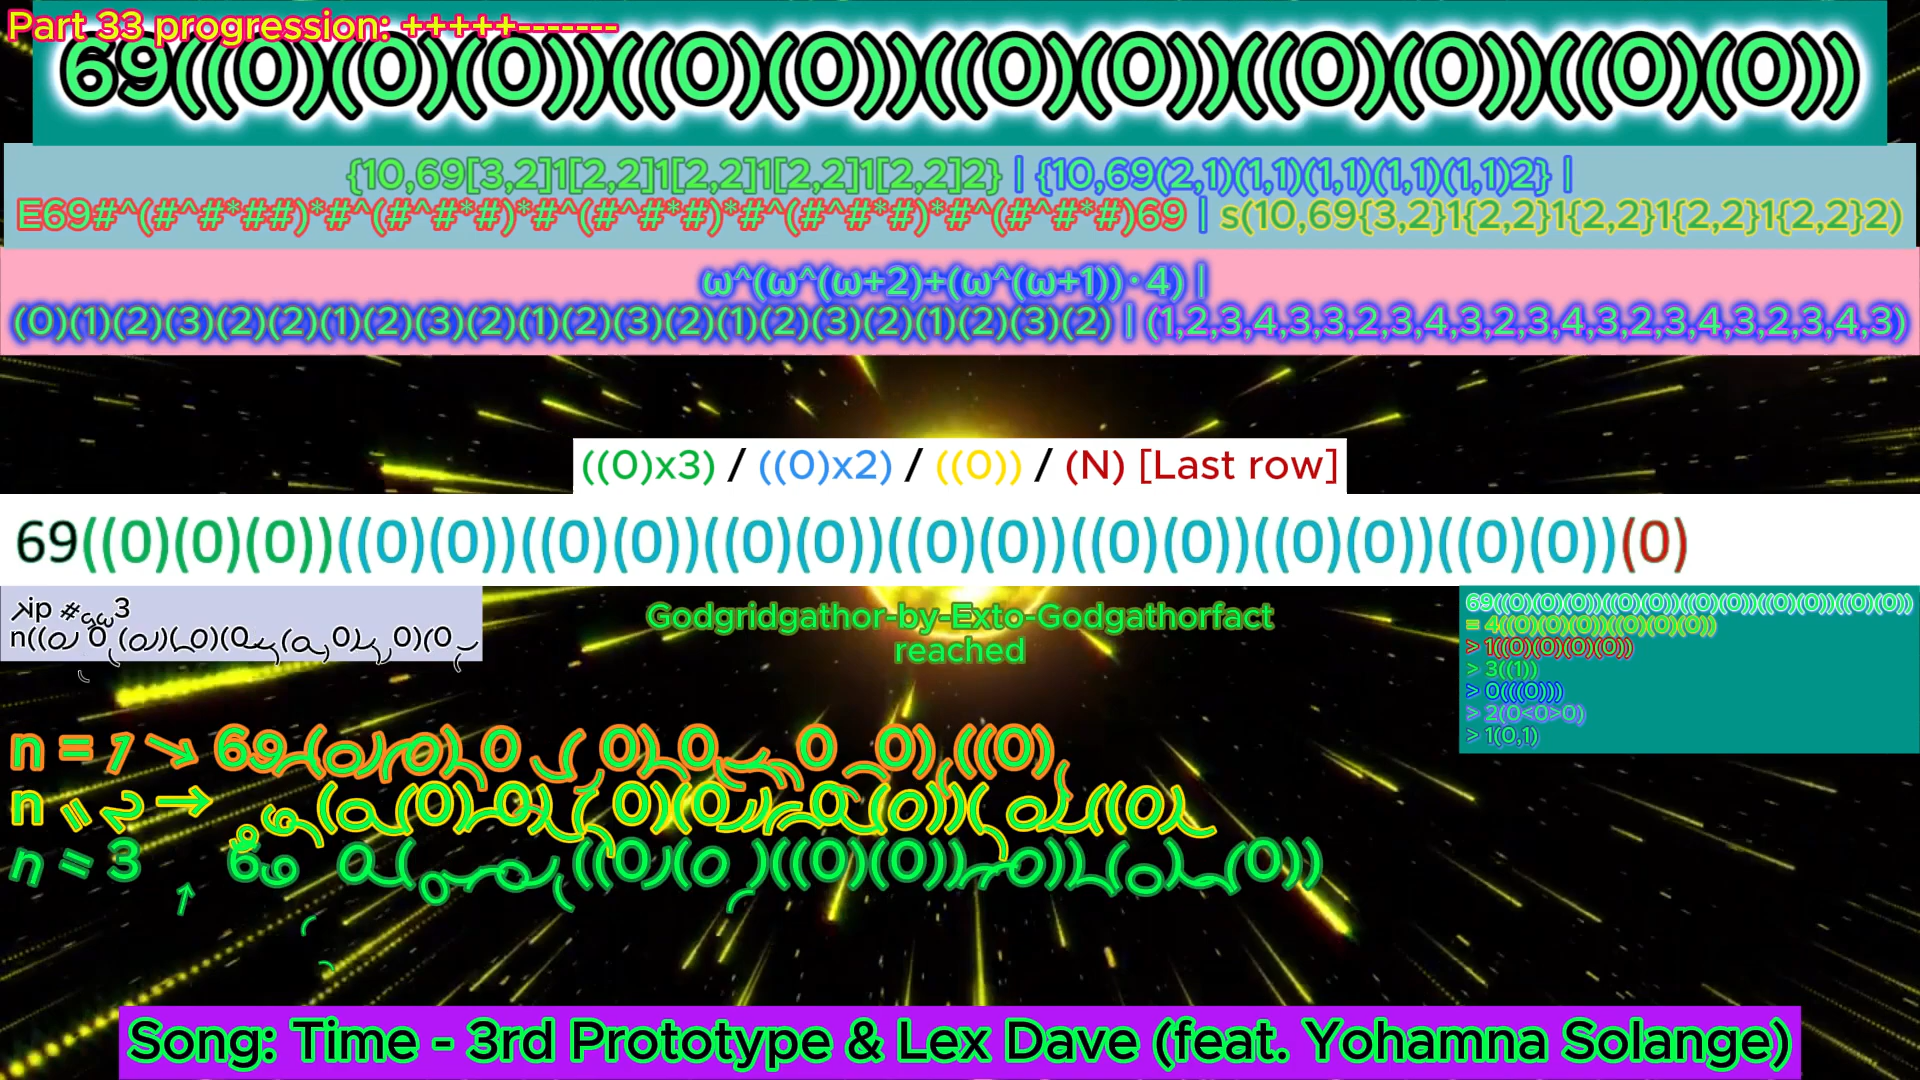 Part 33 progression: +++++-------
69((0)(0)(0))((0)(0))((0)(0))((0)(0))((0)(0))
{10,69[3,2]1[2,2]1[2,2]1[2,2]1[2,2]2} | {10,69(2,1)(1,1)(1,1)(1,1)(1,1)2} |
E69#^(#^#*##)*#^(#^#*#)*#^(#^#*#)*#^(#^#*#)*#^(#^#*#)69 | s(10,69{3,2}1{2,2}1{2,2}1{2,2}1{2,2}2)
ω^(ω^(ω+2)+(ω^(ω+1))·4) |
(0)(1)(2)(3)(2)(2)(1)(2)(3)(2)(1)(2)(3)(2)(1)(2)(3)(2)(1)(2)(3)(2) | (1,2,3,4,3,3,2,3,4,3,2,3,4,3,2,3,4,3,2,3,4,3)
((0)x3) / ((0)x2) / ((0)) / (N) [Last row]
69((0)(0)(0))((0)(0))((0)(0))((0)(0))((0)(0))((0)(0))((0)(0))((0)(0))(0)
Godgridgathor-by-Exto-Godgathorfact
reached
69((0)(0)(0))((0)(0))((0)(0))((0)(0))((0)(0))
= 4((0)(0)(0))((0)(0)(0))
> 1((0)(0)(0)(0))
> 3((1))
> 0(((0)))
> 2(0<0>0)
> 1(0,1)
n = 1 ↘ 69
n = 2 →
n = 3
Song: Time - 3rd Prototype & Lex Dave (feat. Yohamna Solange)